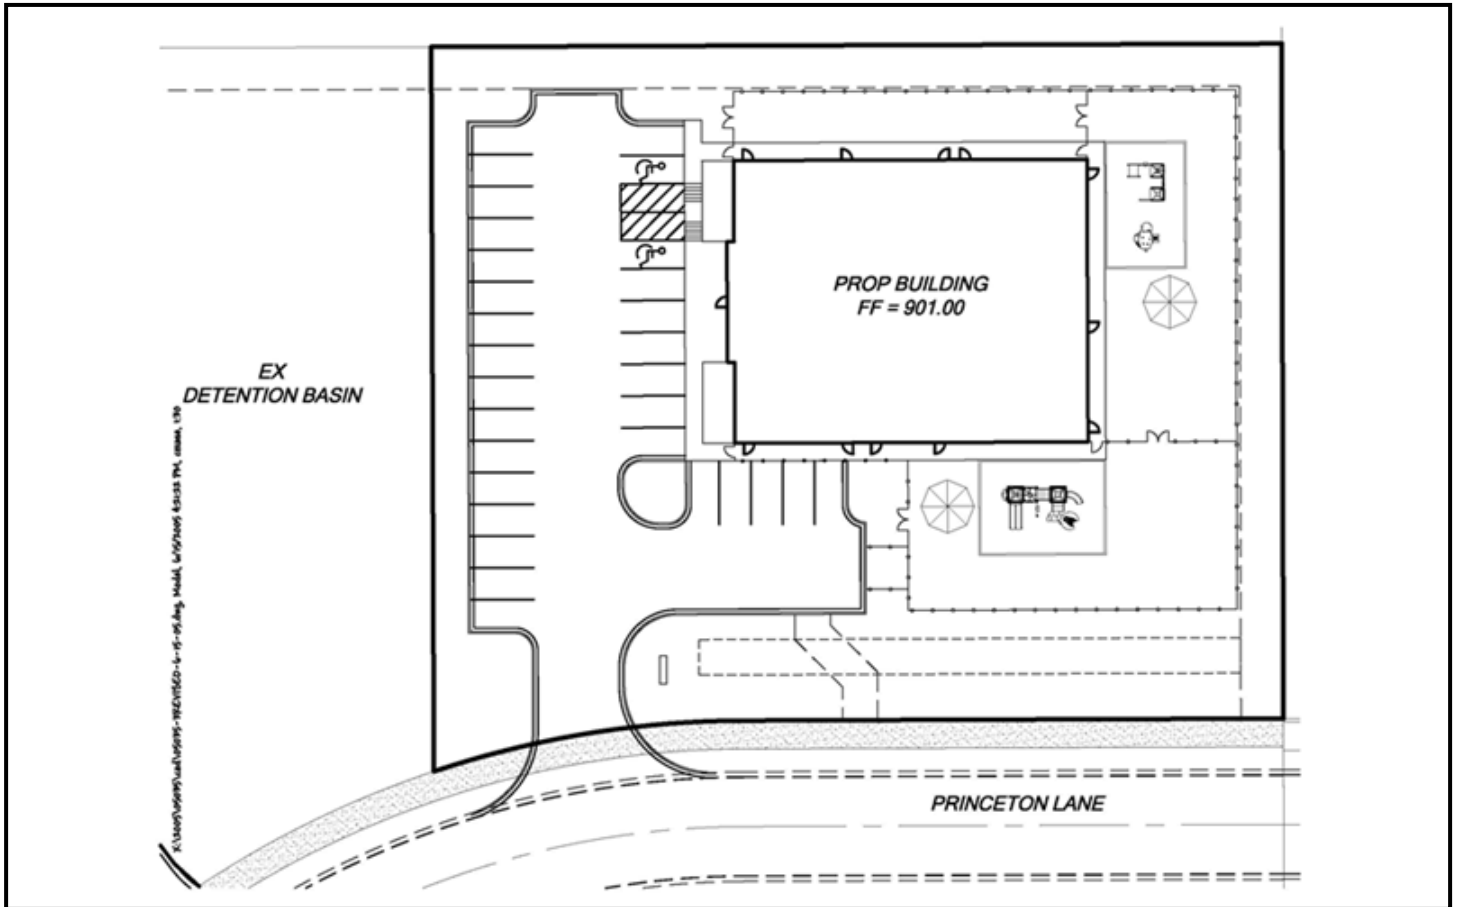 PROP BUILDING
FF = 901.00
EX
DETENTION BASIN
PRINCETON LANE